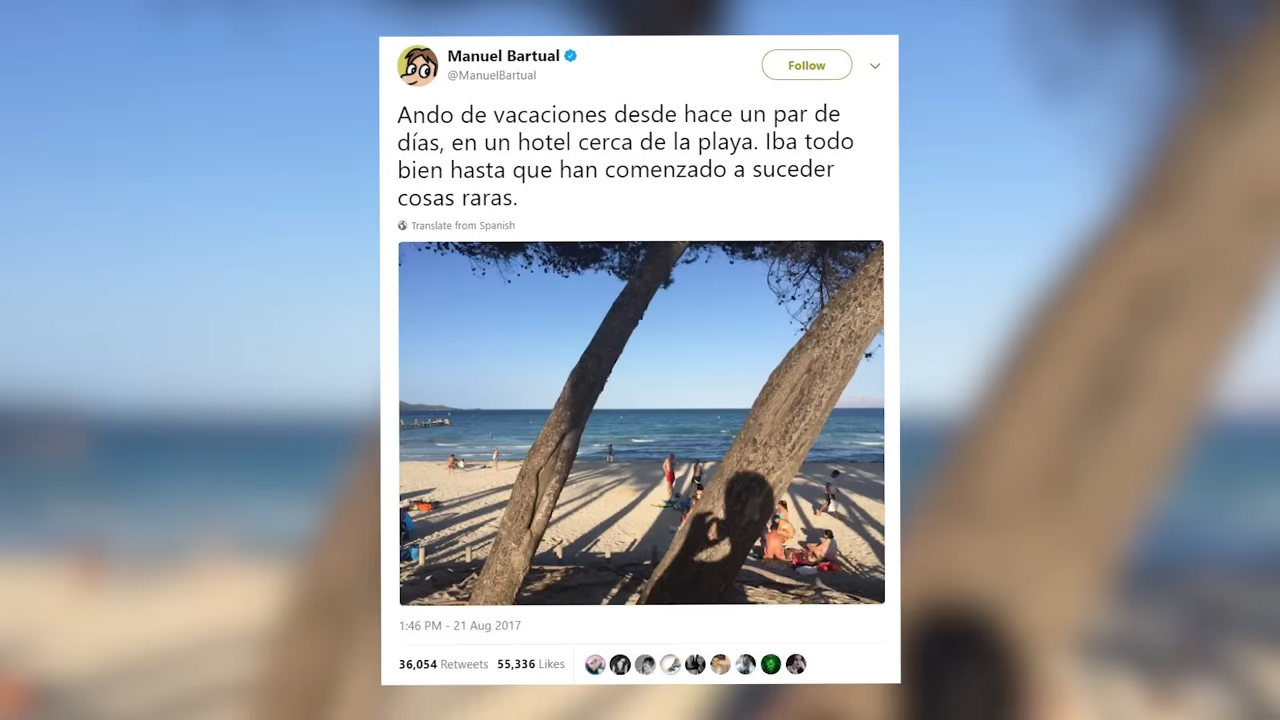 Manuel Bartual
@ManuelBartual
Follow
Ando de vacaciones desde hace un par de
días, en un hotel cerca de la playa. Iba todo
bien hasta que han comenzado a suceder
cosas raras.
Translate from Spanish
1:46 PM - 21 Aug 2017
36,054 Retweets 55,336 Likes